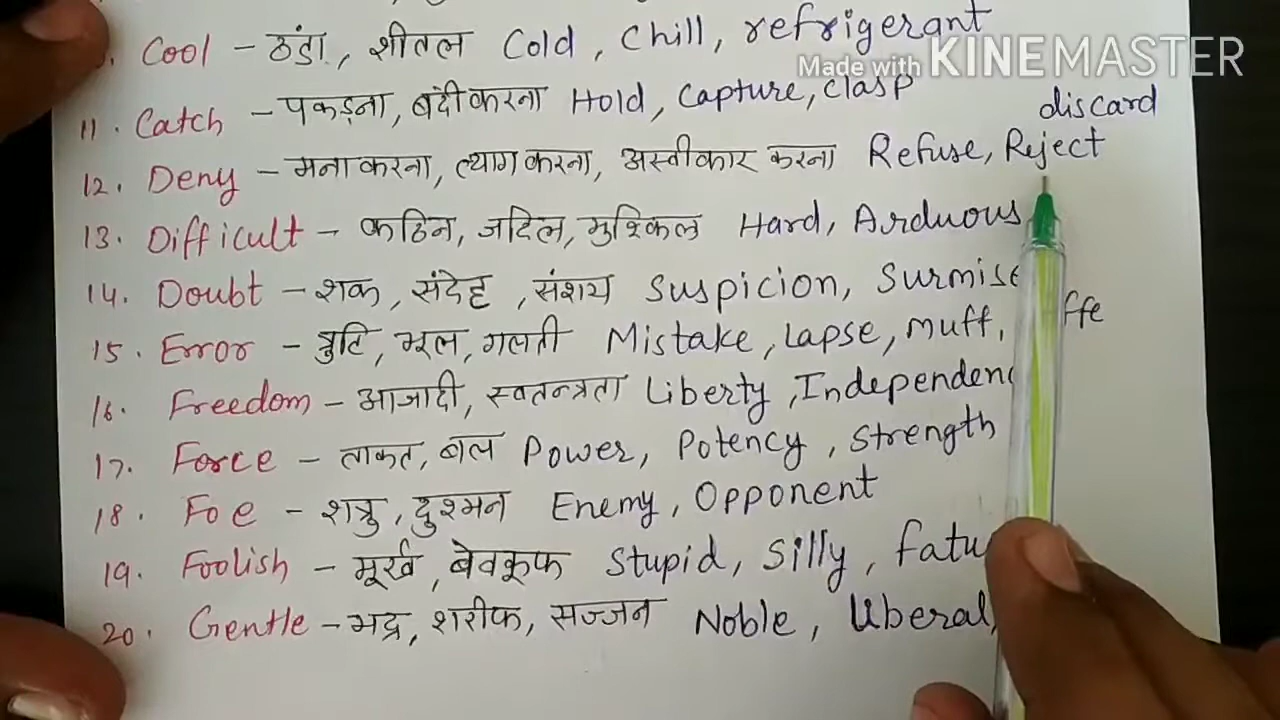 Cool - ठंडा, शीतल Cold, Chill, refrigerant
Made with KINEMASTER
11. Catch - पकड़ना, बंदी करना Hold, Capture, Clasp
discard
12. Deny - मना करना, त्याग करना, अस्वीकार करना Refuse, Reject
13. Difficult - कठिन, जटिल, मुश्किल Hard, Arduous
14. Doubt - शक, संदेह, संशय Suspicion, Surmise
15. Error - त्रुटि, भूल, गलती Mistake, Lapse, muff,
16. Freedom - आजादी, स्वतन्त्रता Liberty,
17. Force - ताकत, बल Power, Potency, Strength
18. Foe - शत्रु, दुश्मन Enemy, Opponent
19. Foolish - मूर्ख, बेवकूफ Stupid, Silly,
20. Gentle - भद्र, शरीफ, सज्जन Noble, Liberal,